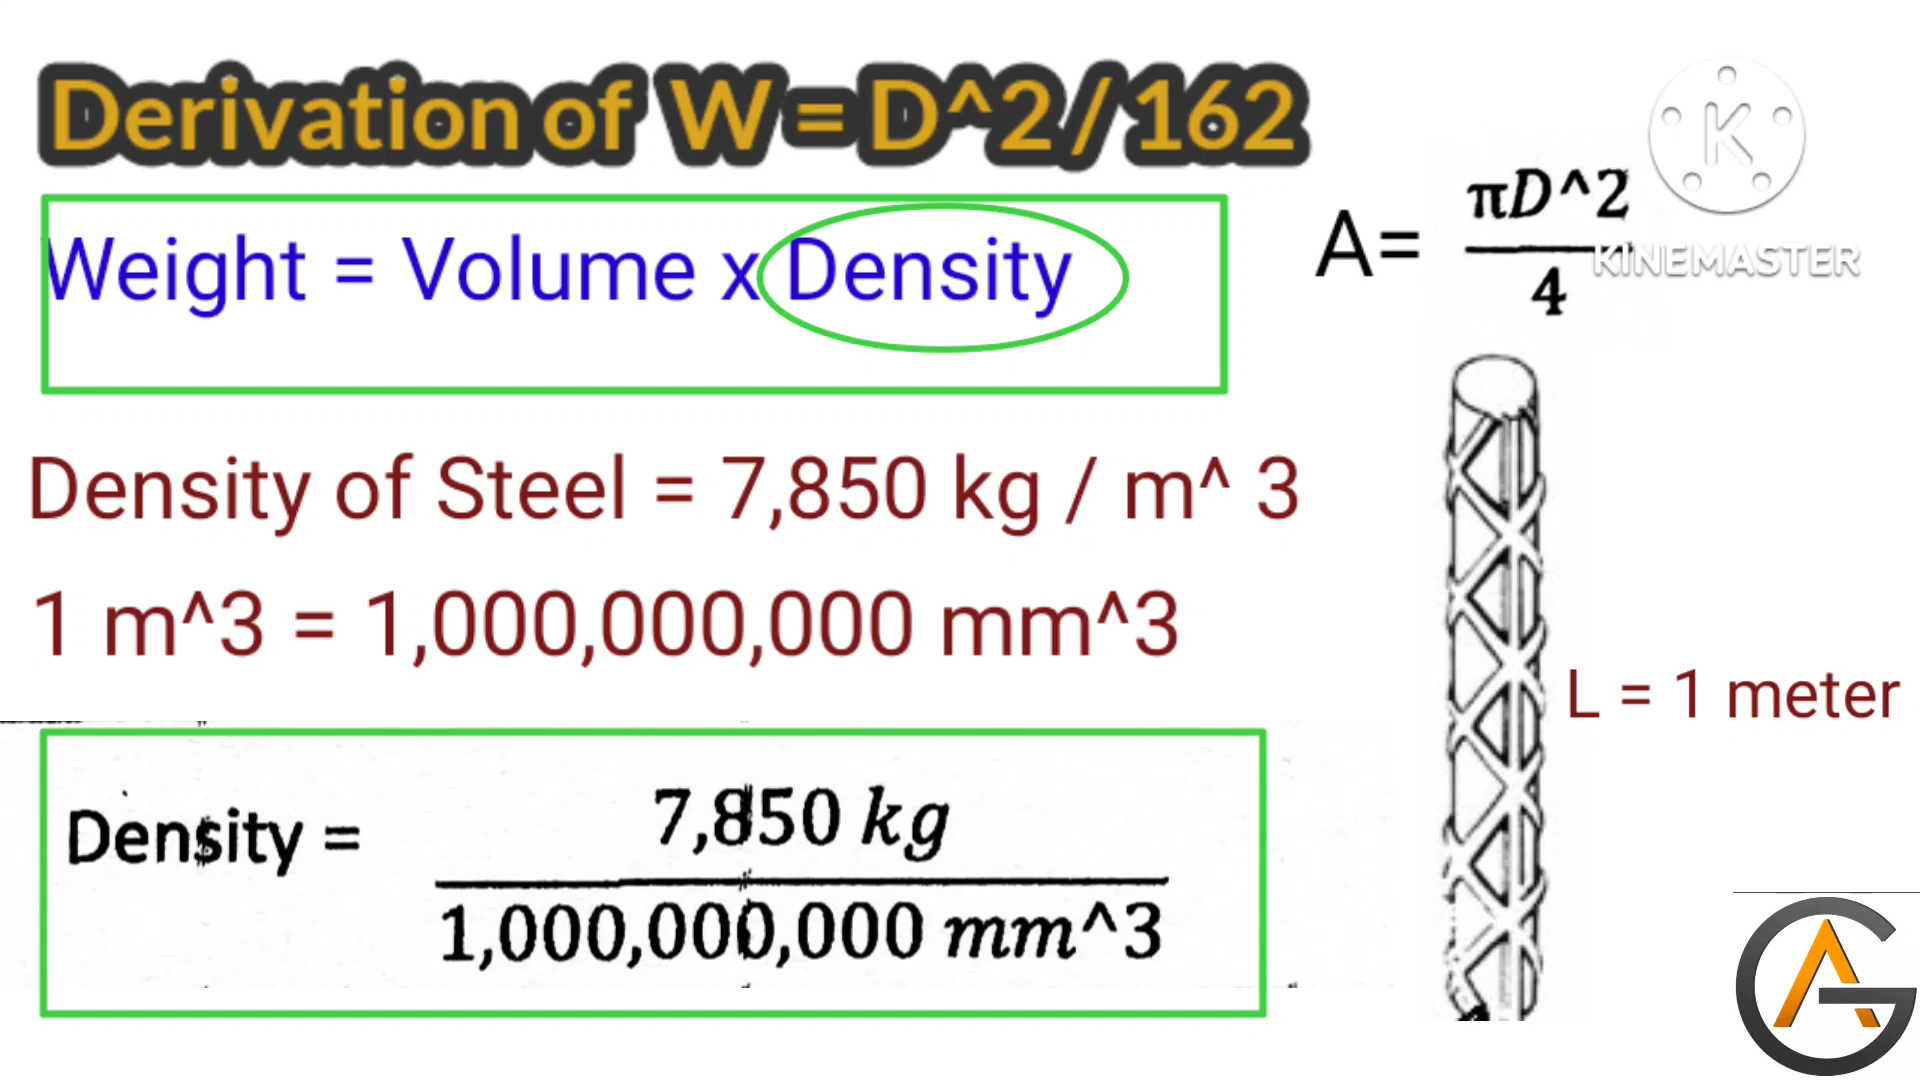 Derivation of W = D^2 / 162
Weight = Volume x Density
A= πD^2
4
K
KINEMASTER
Density of Steel = 7,850 kg / m^ 3
1 m^3 = 1,000,000,000 mm^3
L = 1 meter
Density = 7,850 kg
1,000,000,000 mm^3
AG